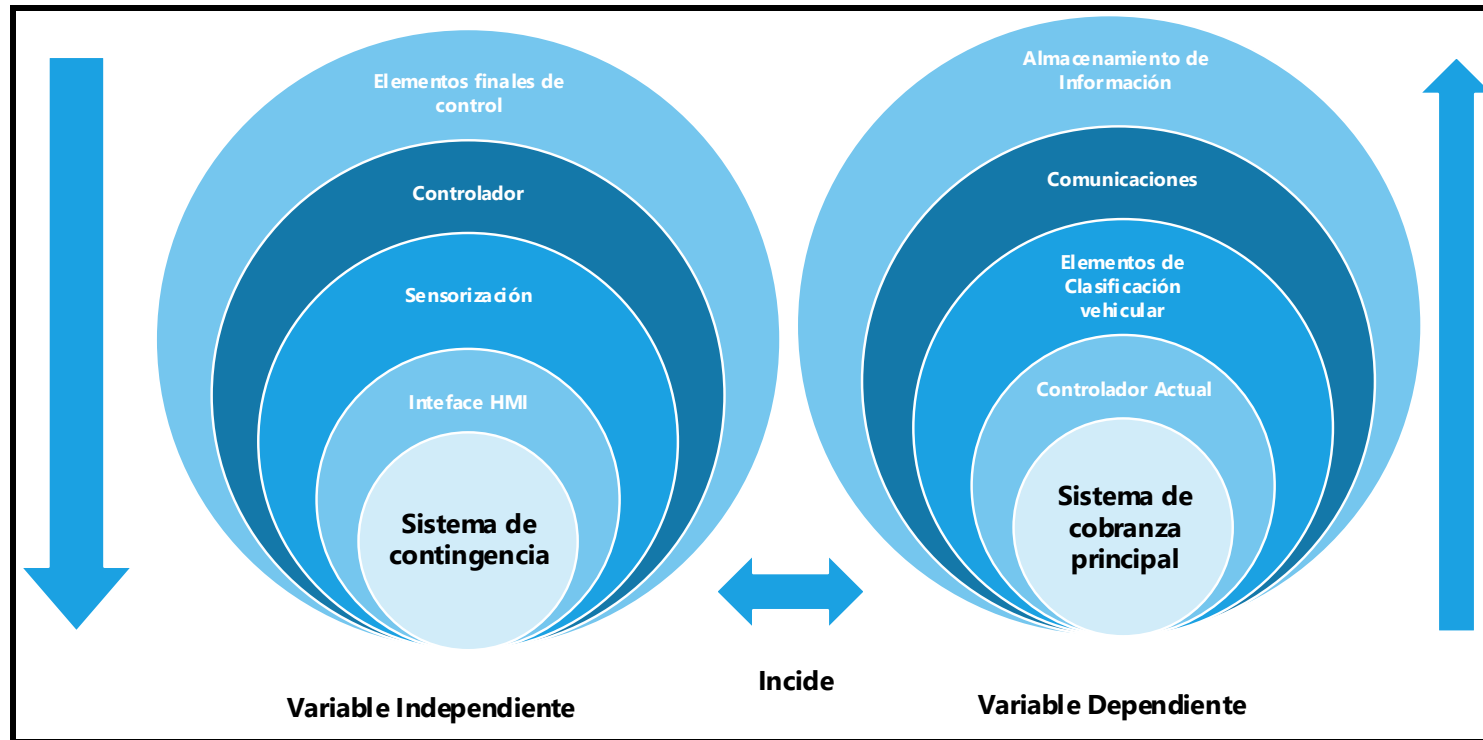 Elementos finales de
control
Controlador
Sensorización
Inteface HMI
Sistema de
contingencia
Variable Independiente
Incide
Almacenamiento de
Información
Comunicaciones
Elementos de
Clasificación
vehicular
Controlador Actual
Sistema de
cobranza
principal
Variable Dependiente